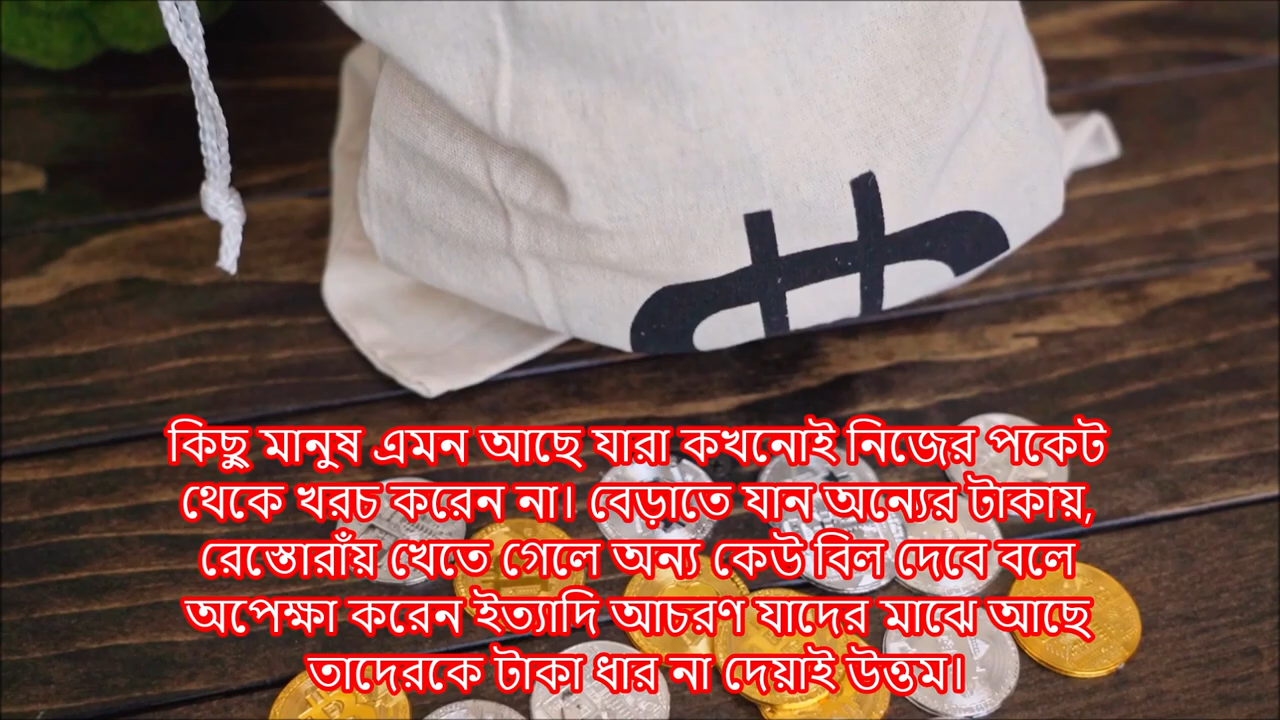 কিছু মানুষ এমন আছে যারা কখনোই নিজের পকেট
থেকে খরচ করেন না। বেড়াতে যান অন্যের টাকায়,
রেস্তোরাঁয় খেতে গেলে অন্য কেউ বিল দেবে বলে
অপেক্ষা করেন ইত্যাদি আচরণ যাদের মাঝে আছে
তাদেরকে টাকা ধার না দেয়াই উত্তম।